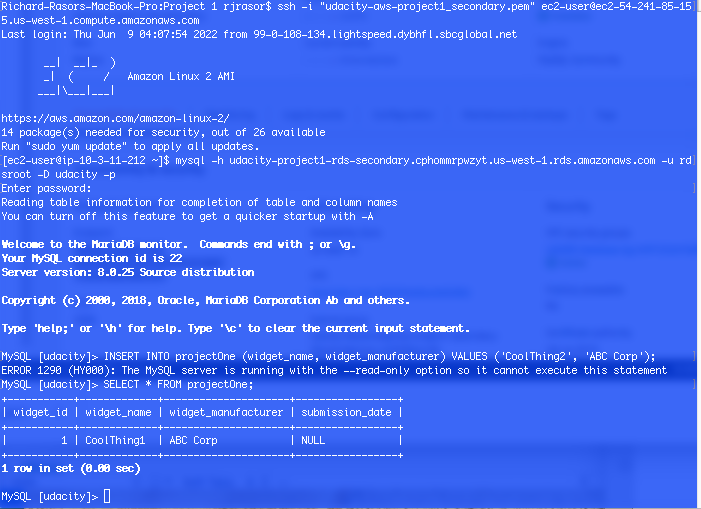 Richard-Rasors-MacBook-Pro:Project 1 rjrasor$ ssh -i "udacity-aws-project1_secondary.pem" ec2-user@ec2-54-241-85-15
5.us-west-1.compute.amazonaws.com
Last login: Thu Jun  9 04:07:54 2022 from 99-0-108-134.lightspeed.dybhfl.sbcglobal.net

       __|  __|_  )
       _|  (     /   Amazon Linux 2 AMI
      ___|\___|___|

https://aws.amazon.com/amazon-linux-2/
14 package(s) needed for security, out of 26 available
Run "sudo yum update" to apply all updates.
[ec2-user@ip-10-3-11-212 ~]$ mysql -h udacity-project1-rds-secondary.cphommrpwzyt.us-west-1.rds.amazonaws.com -u rd]
sroot -D udacity -p
Enter password:                                                                                                    ]
Reading table information for completion of table and column names
You can turn off this feature to get a quicker startup with -A

Welcome to the MariaDB monitor.  Commands end with ; or \g.
Your MySQL connection id is 22
Server version: 8.0.25 Source distribution

Copyright (c) 2000, 2018, Oracle, MariaDB Corporation Ab and others.

Type 'help;' or '\h' for help. Type '\c' to clear the current input statement.

MySQL [udacity]> INSERT INTO projectOne (widget_name, widget_manufacturer) VALUES ('CoolThing2', 'ABC Corp');      ]
ERROR 1290 (HY000): The MySQL server is running with the --read-only option so it cannot execute this statement
MySQL [udacity]> SELECT * FROM projectOne;                                                                         ]
+-----------+-------------+---------------------+-----------------+
| widget_id | widget_name | widget_manufacturer | submission_date |
+-----------+-------------+---------------------+-----------------+
|         1 | CoolThing1  | ABC Corp            | NULL            |
+-----------+-------------+---------------------+-----------------+
1 row in set (0.00 sec)

MySQL [udacity]>